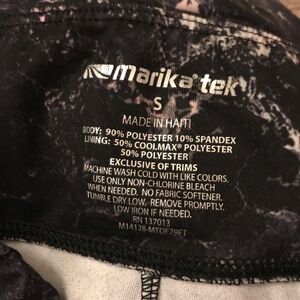 marika®tek
S
MADE IN HAITI
BODY: 90% POLYESTER 10% SPANDEX
LINING: 50% COOLMAX® POLYESTER
50% POLYESTER
EXCLUSIVE OF TRIMS
MACHINE WASH COLD WITH LIKE COLORS.
USE ONLY NON-CHLORINE BLEACH
WHEN NEEDED. NO FABRIC SOFTENER.
TUMBLE DRY LOW. REMOVE PROMPTLY.
LOW IRON IF NEEDED.
RN 137013
M14128-MTDF79FT